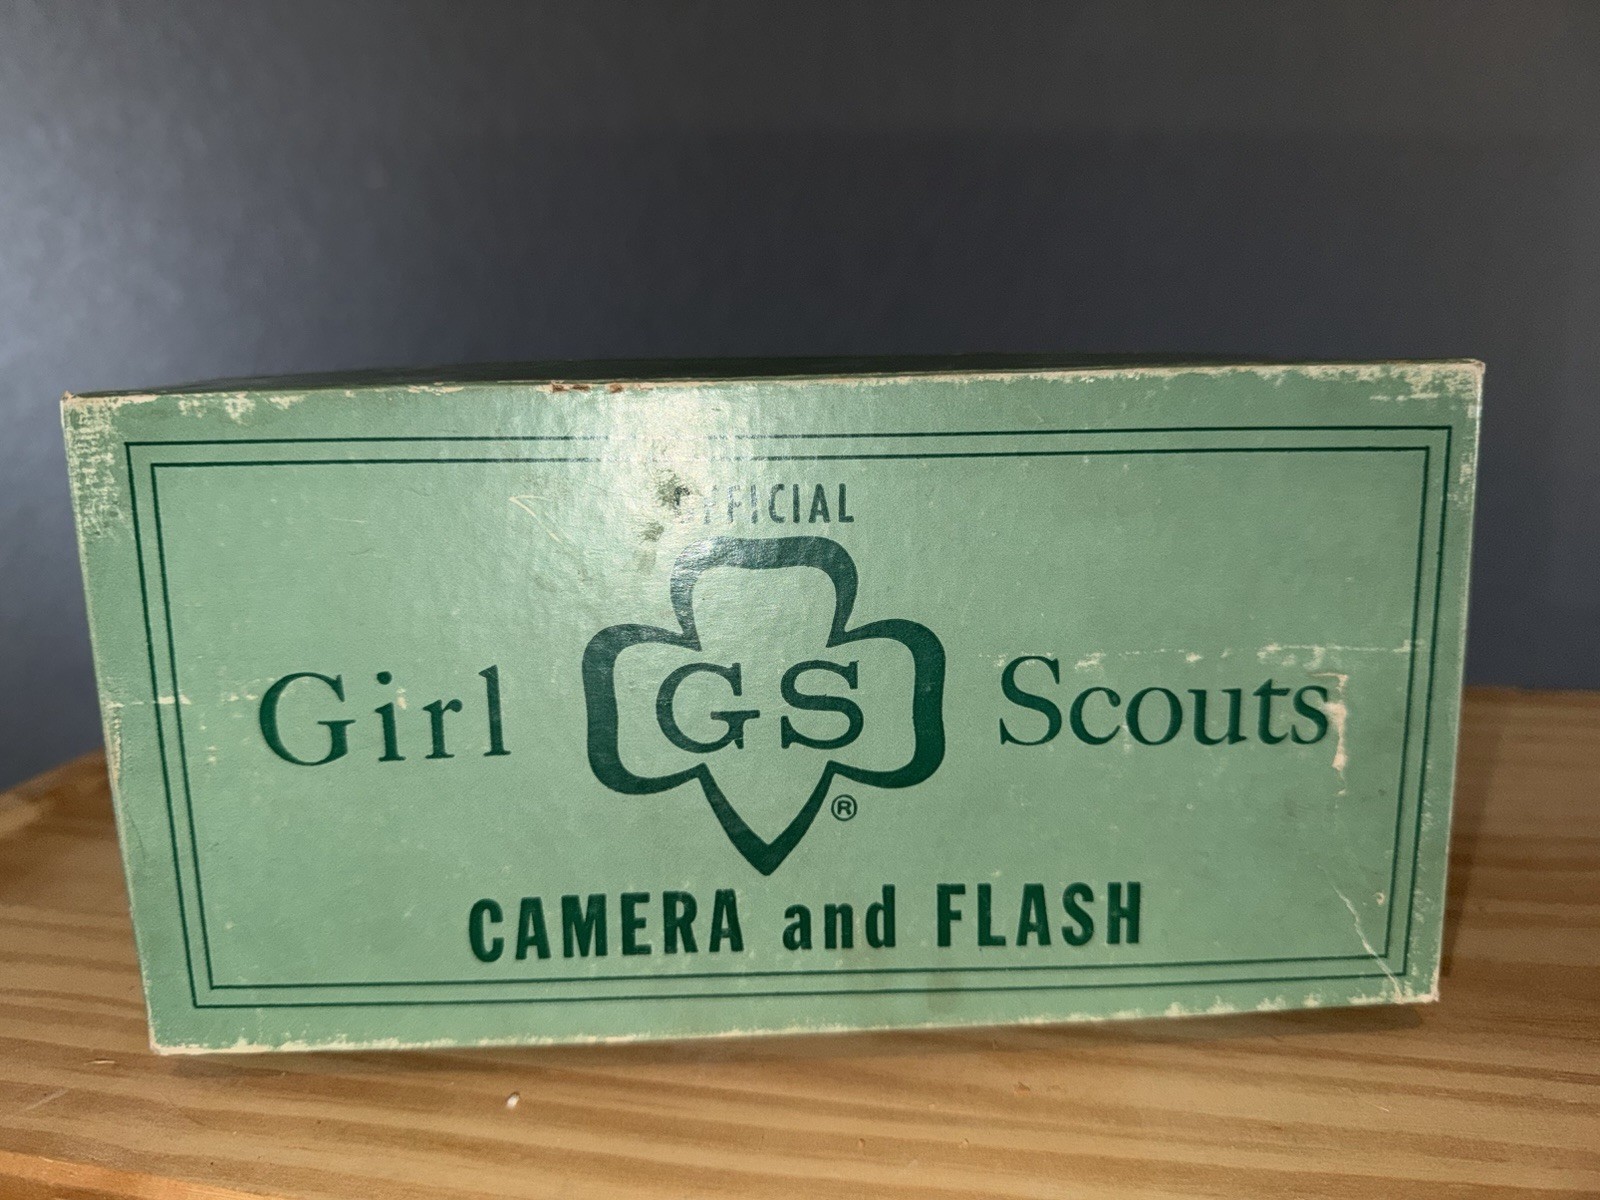 OFFICIAL
Girl GS Scouts
®
CAMERA and FLASH